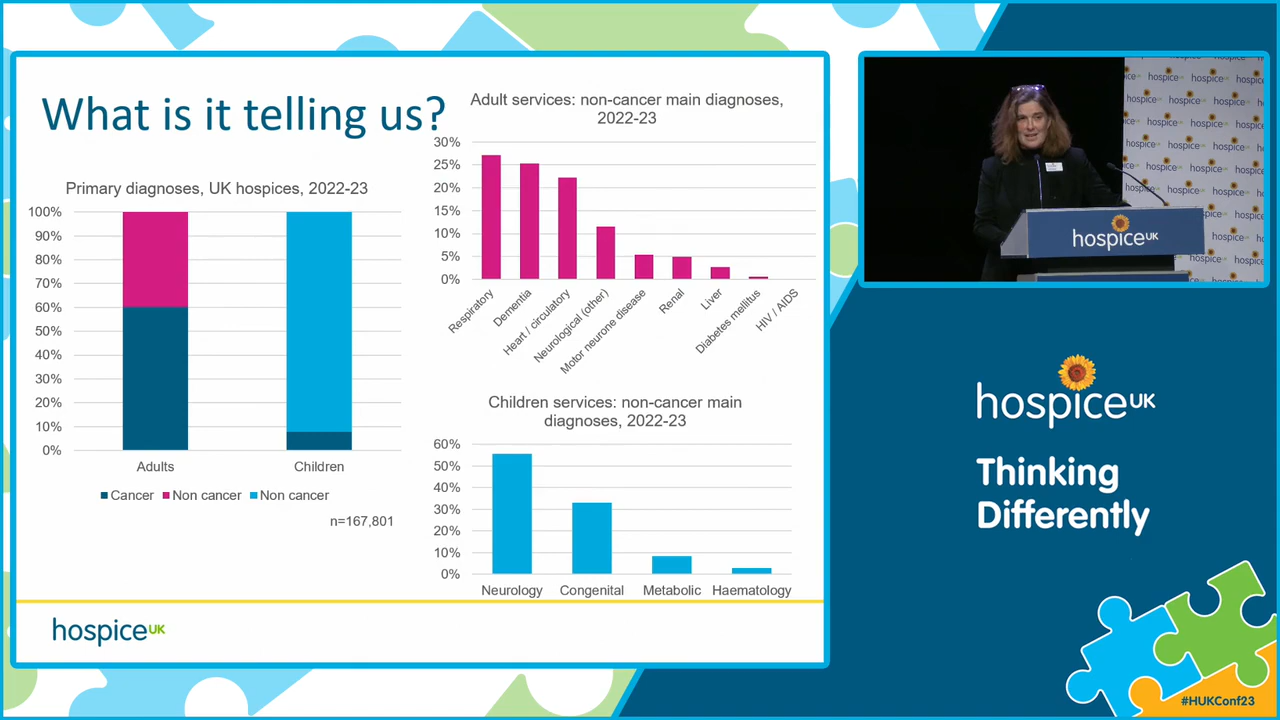 What is it telling us?
Primary diagnoses, UK hospices, 2022-23
100%
90%
80%
70%
60%
50%
40%
30%
20%
10%
0%
Adults
Children
Cancer
Non cancer
Non cancer
n=167,801
Adult services: non-cancer main diagnoses,
2022-23
30%
25%
20%
15%
10%
5%
0%
Respiratory
Dementia
Heart / circulatory
Neurological (other)
Motor neurone disease
Renal
Liver
Diabetes mellitus
HIV / AIDS
Children services: non-cancer main
diagnoses, 2022-23
60%
50%
40%
30%
20%
10%
0%
Neurology
Congenital
Metabolic
Haematology
hospice UK
hospice UK
hospice UK
Thinking
Differently
#HUKConf23